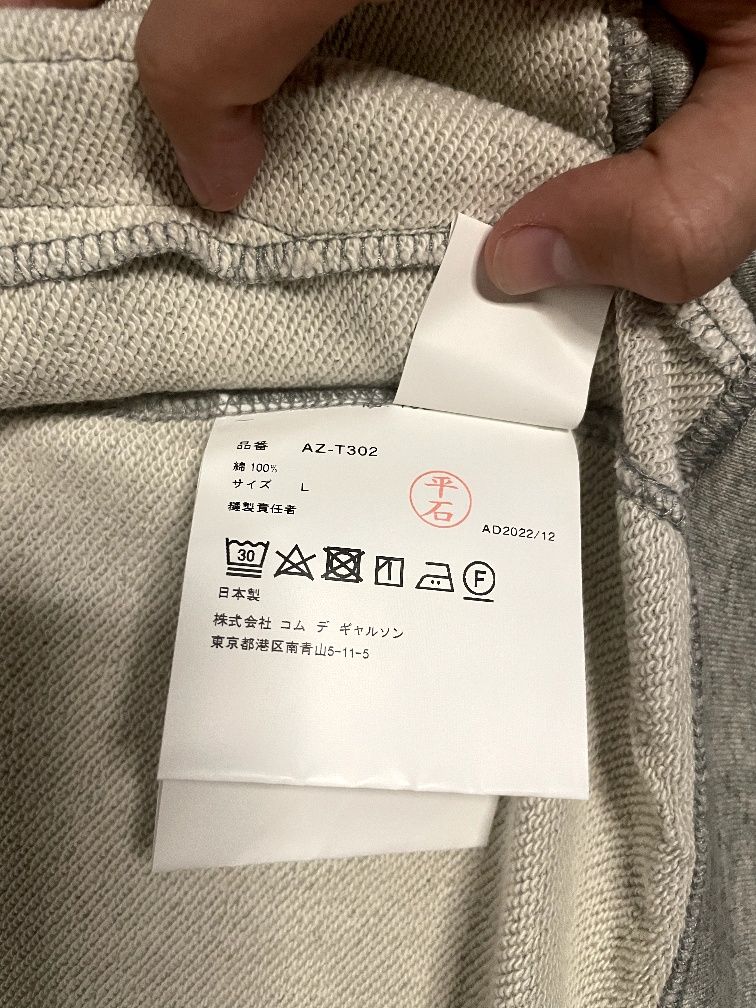 品番 AZ-T302
綿 100%
サイズ L
縫製責任者
平石
AD2022/12
30
F
日本製
株式会社 コム デ ギャルソン
東京都港区南青山5-11-5